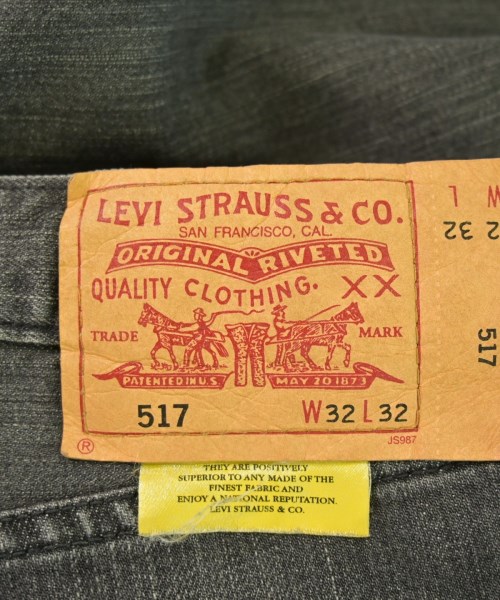 LEVI STRAUSS & CO.
SAN FRANCISCO, CAL.
ORIGINAL RIVETED
QUALITY CLOTHING. XX
TRADE MARK
PATENTED IN U.S. MAY 20 1873
517 W32 L32
® JS987
W L
32 32
517
THEY ARE POSITIVELY
SUPERIOR TO ANY MADE OF THE
FINEST FABRIC AND
ENJOY A NATIONAL REPUTATION.
LEVI STRAUSS & CO.